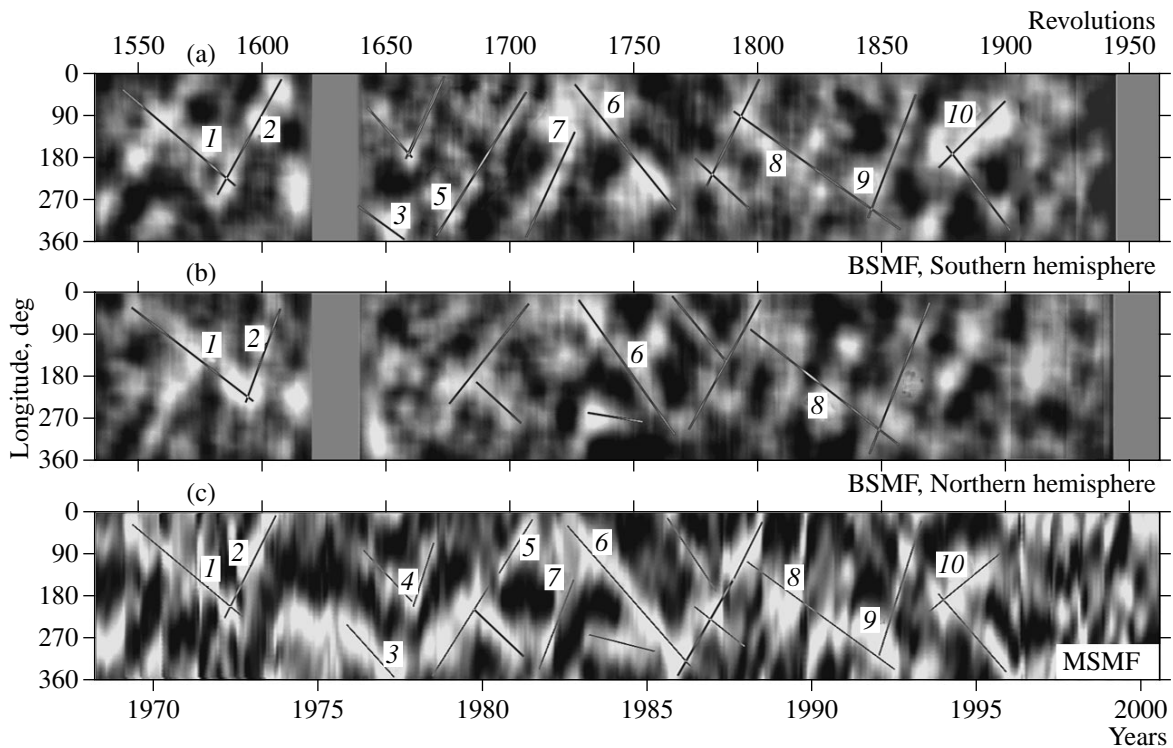 Revolutions
1550 1600 1650 1700 1750 1800 1850 1900 1950
(a)
0
90
180
270
360
1 2 3 5 7 6 8 9 10
BSMF, Southern hemisphere
(b)
Longitude, deg
0
90
180
270
360
1 2 6 8
BSMF, Northern hemisphere
(c)
0
90
180
270
360
1 2 3 4 5 7 6 8 9 10
MSMF
1970 1975 1980 1985 1990 1995 2000
Years